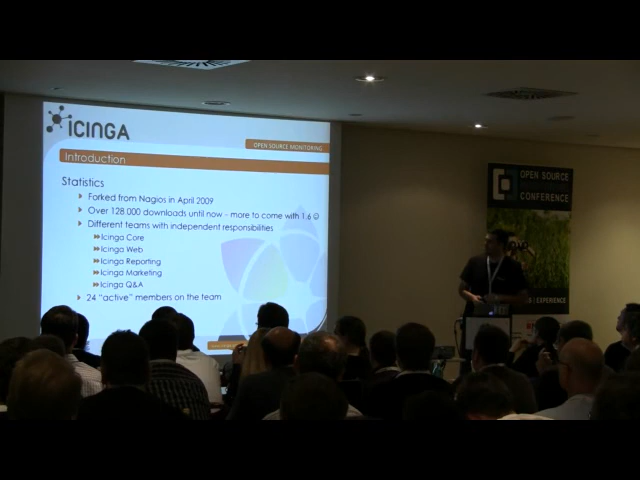 ICINGA
OPEN SOURCE MONITORING
Introduction
Statistics
Forked from Nagios in April 2009
Over 128 000 downloads until now - more to come with 1.6 ☺
Different teams with independent responsibilities
Icinga Core
Icinga Web
Icinga Reporting
Icinga Marketing
Icinga Q&A
24 "active" members on the team
OPEN SOURCE
CONFERENCE
| EXPERIENCE